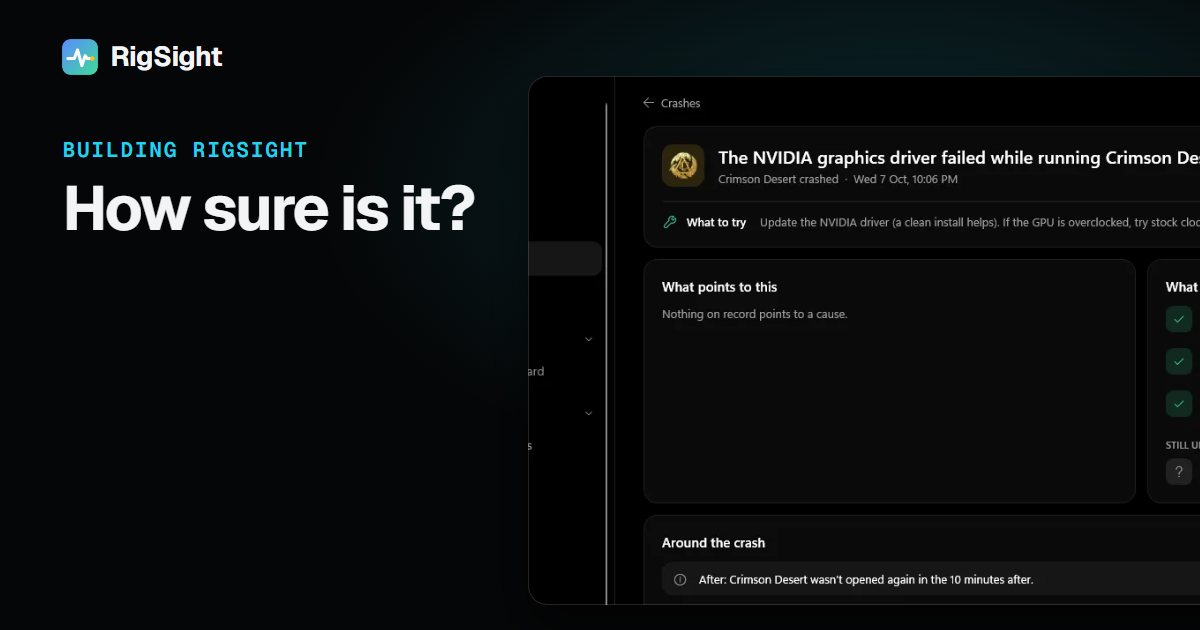 RigSight
BUILDING RIGSIGHT
How sure is it?
← Crashes
The NVIDIA graphics driver failed while running Crimson De
Crimson Desert crashed · Wed 7 Oct, 10:06 PM
What to try Update the NVIDIA driver (a clean install helps). If the GPU is overclocked, try stock cloc
What points to this
Nothing on record points to a cause.
What
STILL U
?
ard
s
Around the crash
After: Crimson Desert wasn't opened again in the 10 minutes after.